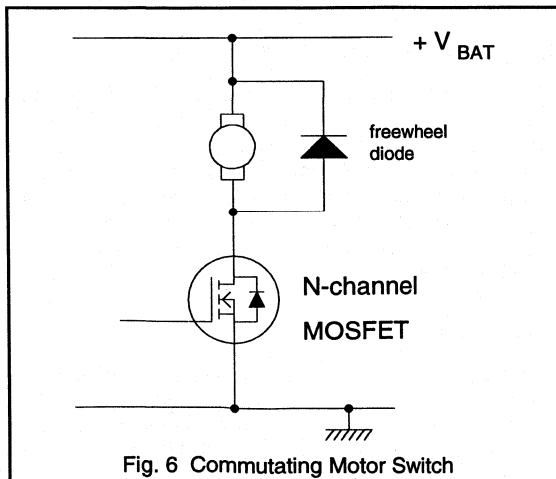 + V BAT
freewheel
diode
N-channel
MOSFET
Fig. 6 Commutating Motor Switch